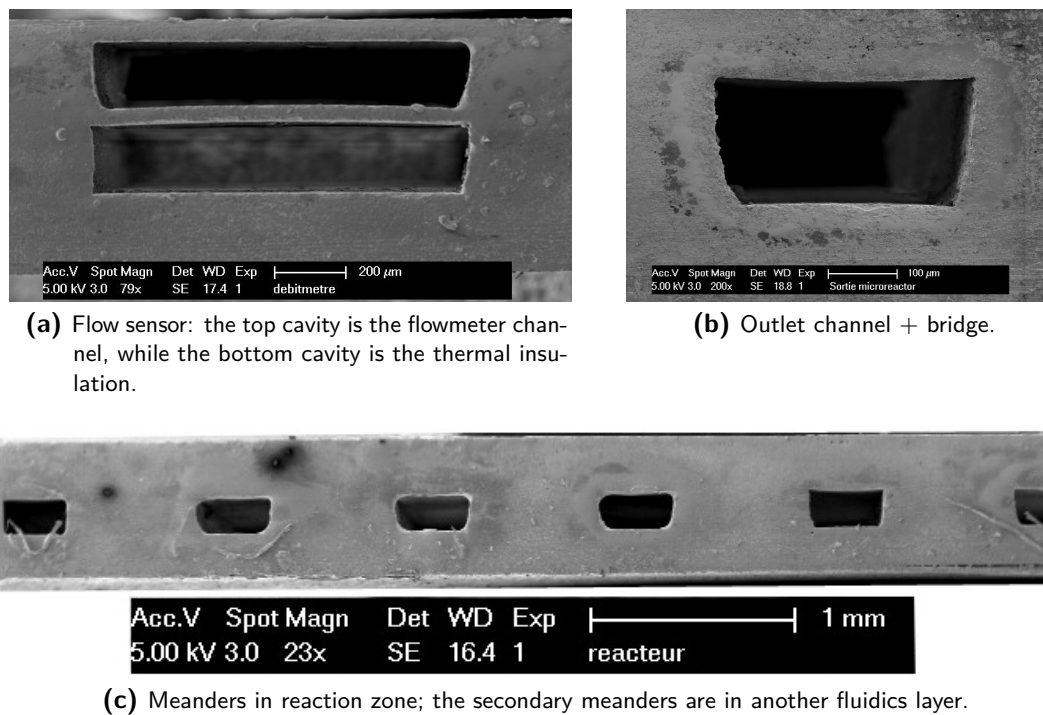 Acc.V Spot Magn Det WD Exp 200 µm
5.00 kV 3.0 79x SE 17.4 1 debitmetre
(a) Flow sensor: the top cavity is the flowmeter chan-
nel, while the bottom cavity is the thermal insu-
lation.
Acc.V Spot Magn Det WD Exp 100 µm
5.00 kV 3.0 200x SE 18.8 1 Sortie microreactor
(b) Outlet channel + bridge.
Acc.V Spot Magn Det WD Exp 1 mm
5.00 kV 3.0 23x SE 16.4 1 reacteur
(c) Meanders in reaction zone; the secondary meanders are in another fluidics layer.